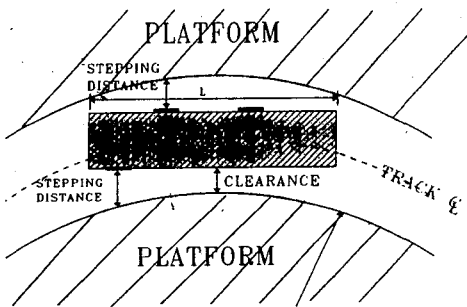 PLATFORM
STEPPING
DISTANCE
L
STEPPING
DISTANCE
CLEARANCE
TRACK ℄
PLATFORM